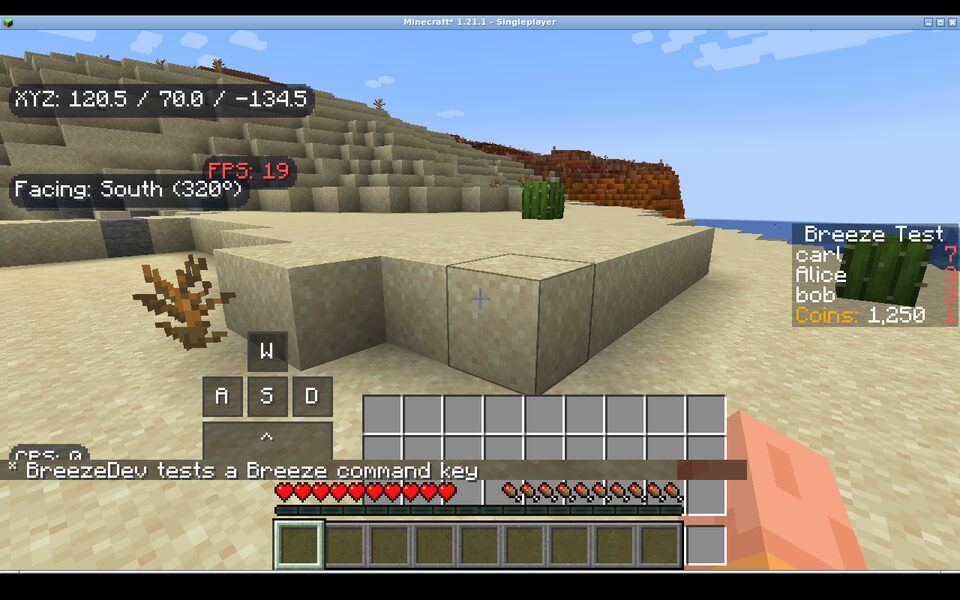 Minecraft* 1.21.1 - Singleplayer
XYZ: 120.5 / 70.0 / -134.5
FPS: 19
Facing: South (320°)
Breeze Test
carl 7
Alice
bob
Coins: 1,250 1
W
A S D
^
CPS: 0
* BreezeDev tests a Breeze command key